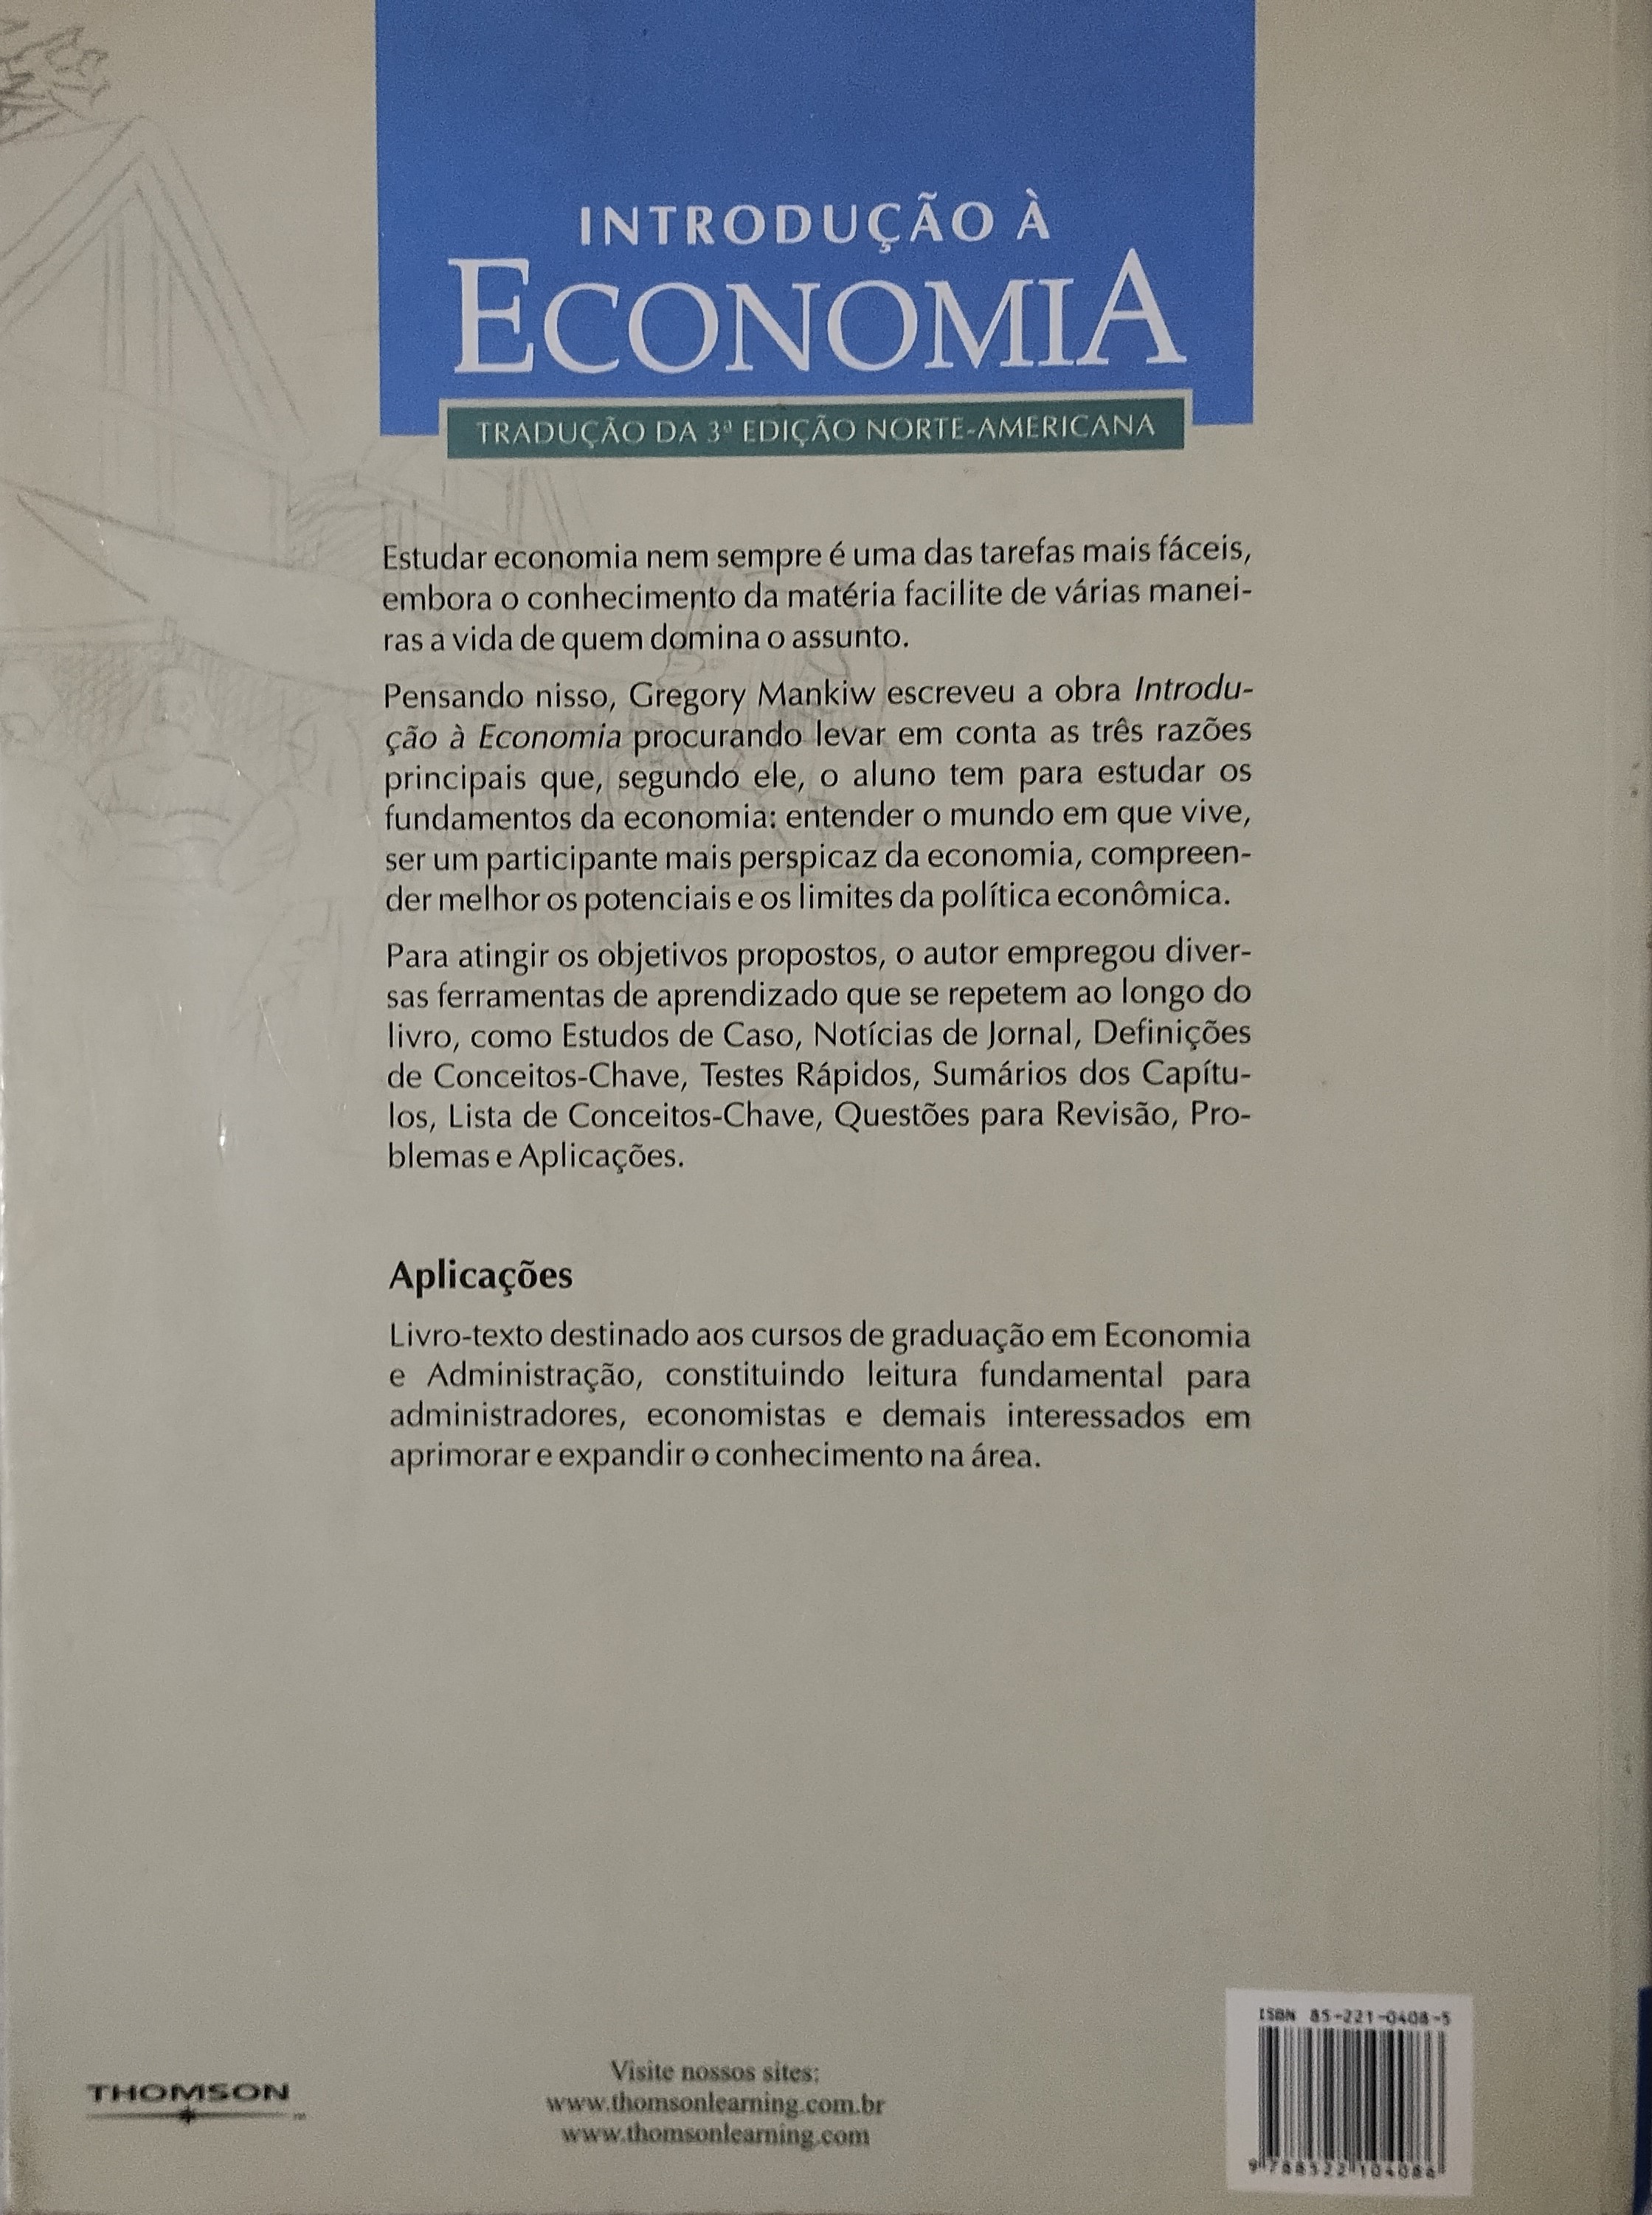 INTRODUÇÃO À
ECONOMIA
TRADUÇÃO DA 3ª EDIÇÃO NORTE-AMERICANA
Estudar economia nem sempre é uma das tarefas mais fáceis,
embora o conhecimento da matéria facilite de várias manei-
ras a vida de quem domina o assunto.
Pensando nisso, Gregory Mankiw escreveu a obra Introdu-
ção à Economia procurando levar em conta as três razões
principais que, segundo ele, o aluno tem para estudar os
fundamentos da economia: entender o mundo em que vive,
ser um participante mais perspicaz da economia, compreen-
der melhor os potenciais e os limites da política econômica.
Para atingir os objetivos propostos, o autor empregou diver-
sas ferramentas de aprendizado que se repetem ao longo do
livro, como Estudos de Caso, Notícias de Jornal, Definições
de Conceitos-Chave, Testes Rápidos, Sumários dos Capítu-
los, Lista de Conceitos-Chave, Questões para Revisão, Pro-
blemas e Aplicações.
Aplicações
Livro-texto destinado aos cursos de graduação em Economia
e Administração, constituindo leitura fundamental para
administradores, economistas e demais interessados em
aprimorar e expandir o conhecimento na área.
THOMSON
Visite nossos sites:
www.thomsonlearning.com.br
www.thomsonlearning.com
ISBN 85-221-0408-5
9 788522 104086